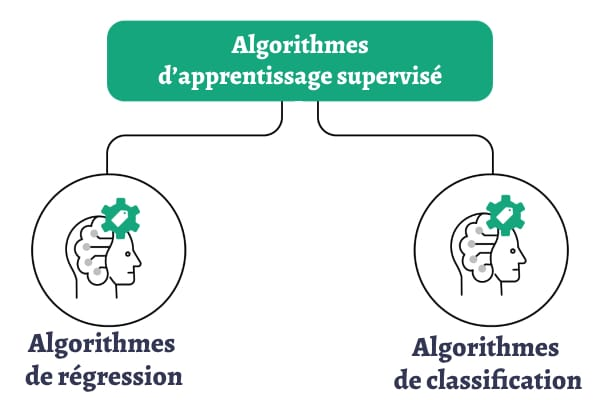 Algorithmes
d’apprentissage supervisé
Algorithmes
de régression
Algorithmes
de classification